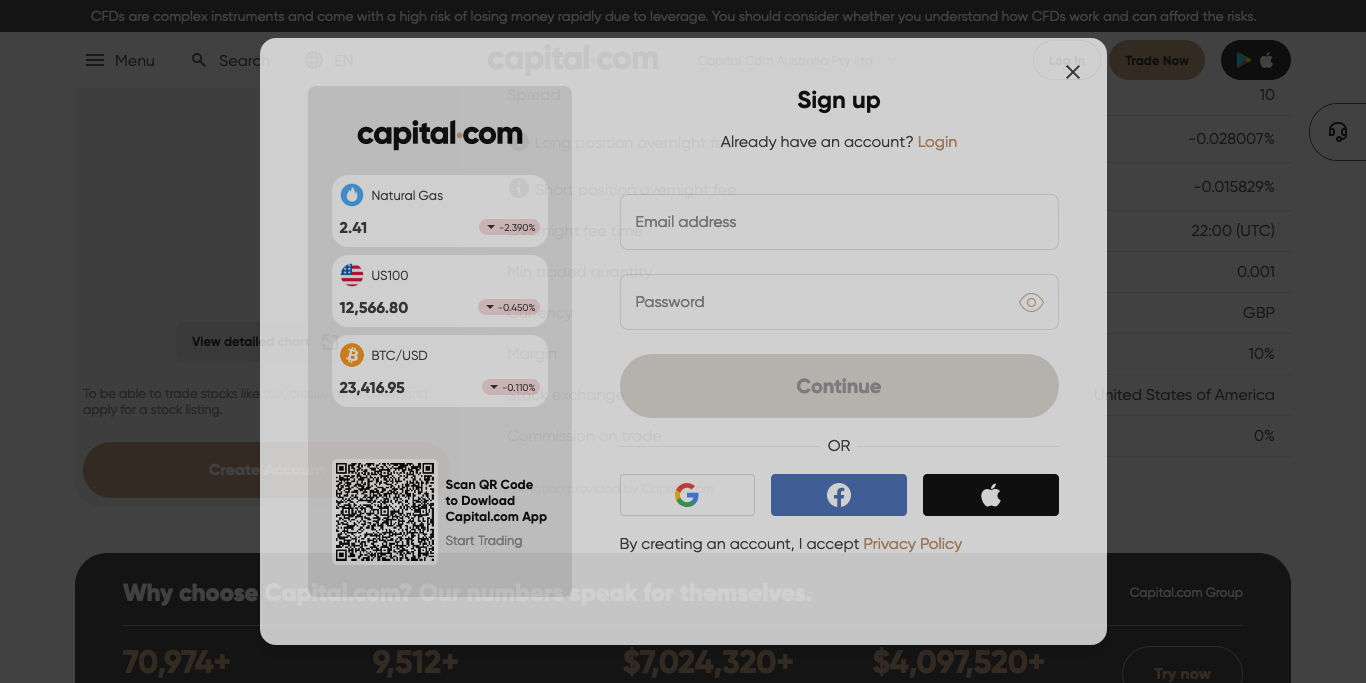 CFDs are complex instruments and come with a high risk of losing money rapidly due to leverage. You should consider whether you understand how CFDs work and can afford the risks.
Menu
Search
EN
capital.com
Capital Com Australia Pty Ltd
Log In
Trade Now
Spread
10
Long position overnight fe
-0.028007%
Short position overnight fee
-0.015829%
night fee time
22:00 (UTC)
Min traded quantity
0.001
GBP
Margin
10%
Stock exchange
United States of America
Commission on trade
0%
View detailed chart
To be able to trade stocks like
apply for a stock listing.
Create Account
provided by Capital.com
capital.com
Natural Gas
2.41
-2.390%
US100
12,566.80
-0.450%
BTC/USD
23,416.95
-0.110%
Scan QR Code
to Dowload
Capital.com App
Start Trading
Sign up
Already have an account? Login
Email address
Password
Continue
OR
By creating an account, I accept Privacy Policy
Why choose Capital.com? Our numbers speak for themselves.
Capital.com Group
70,974+
9,512+
$7,024,320+
$4,097,520+
Try now